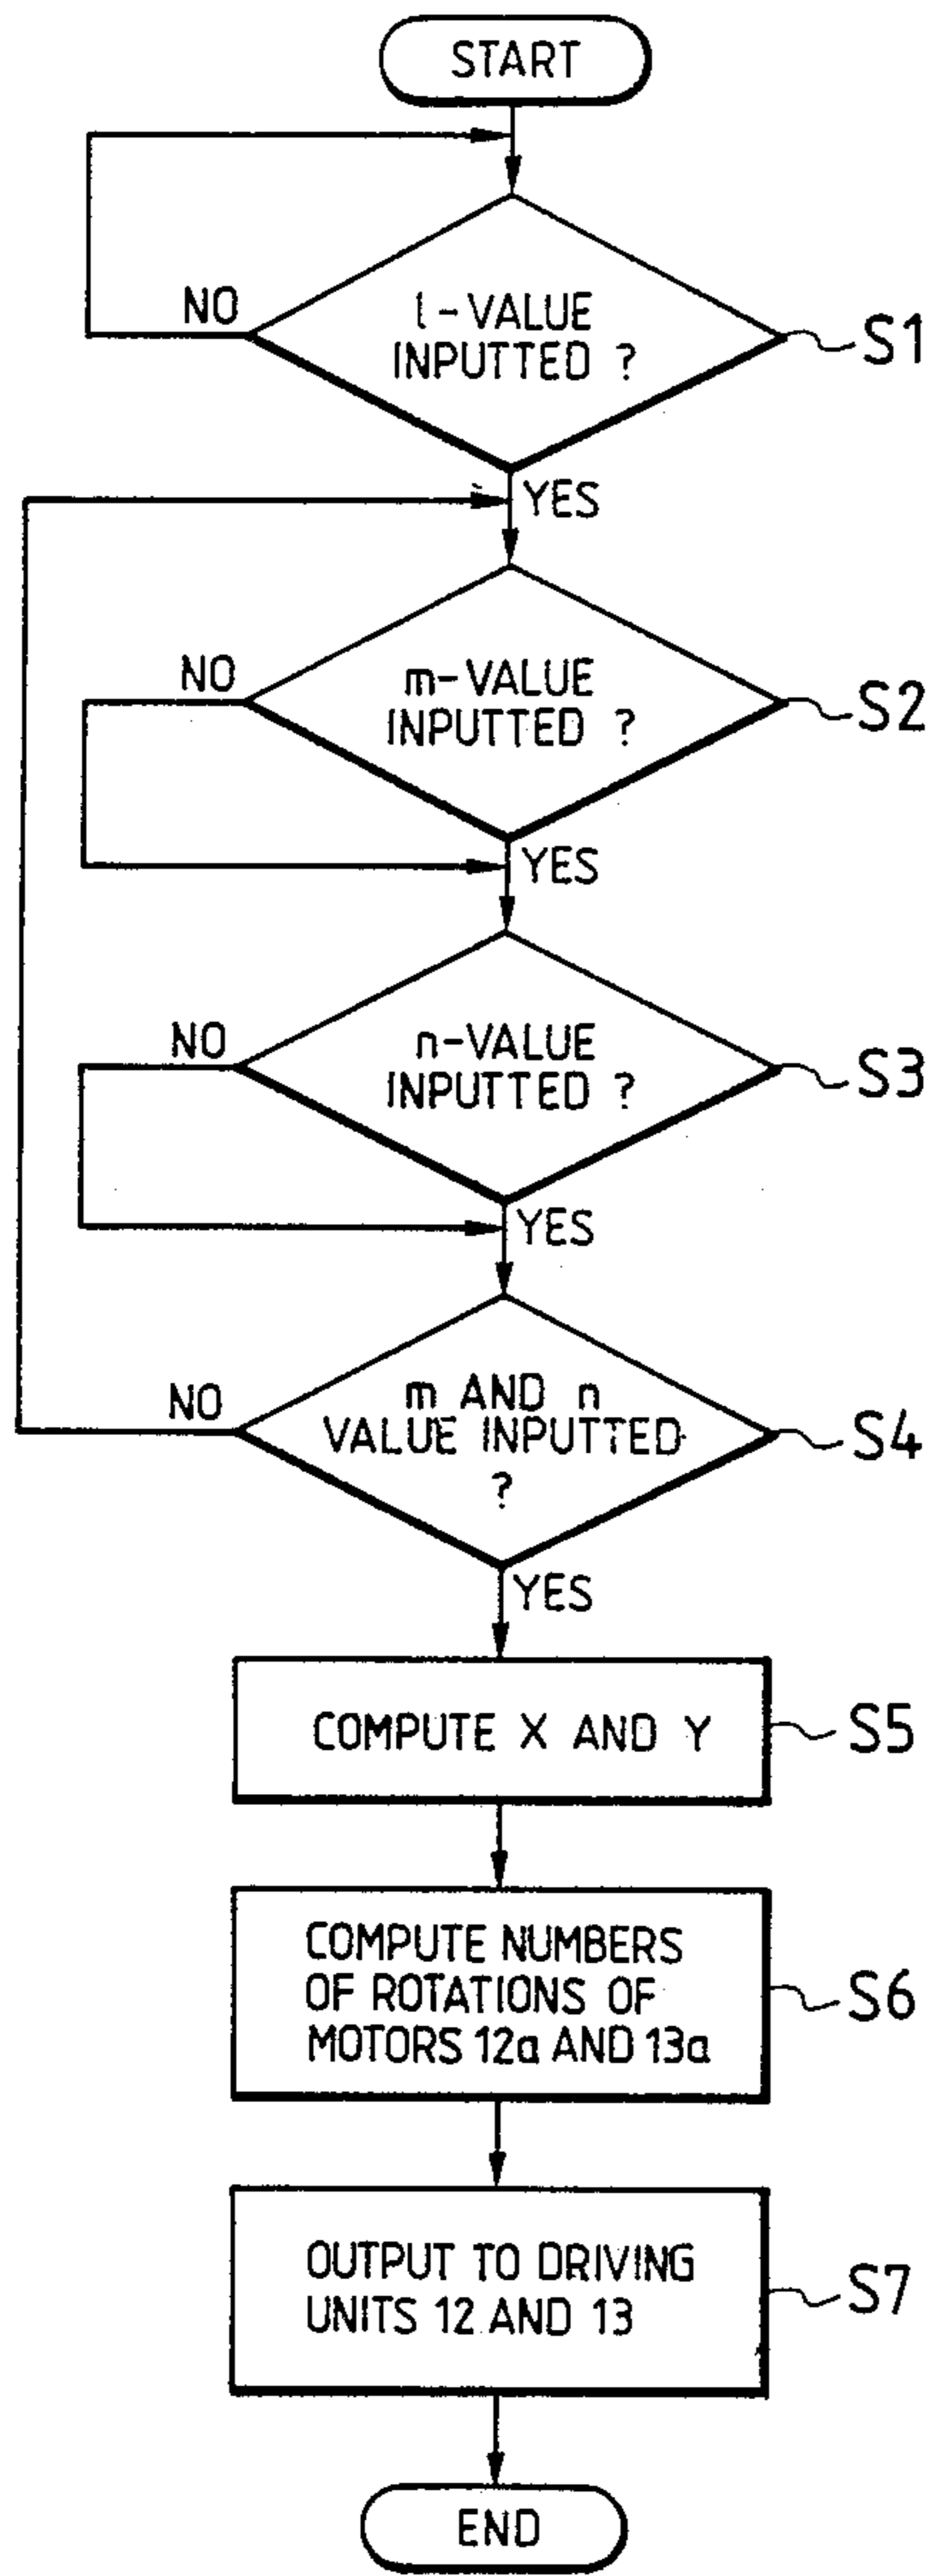 START
NO
l-VALUE
INPUTTED ?
S1
YES
NO
m-VALUE
INPUTTED ?
S2
YES
NO
n-VALUE
INPUTTED ?
S3
YES
NO
m AND n
VALUE INPUTTED
?
S4
YES
COMPUTE X AND Y
S5
COMPUTE NUMBERS
OF ROTATIONS OF
MOTORS 12a AND 13a
S6
OUTPUT TO DRIVING
UNITS 12 AND 13
S7
END